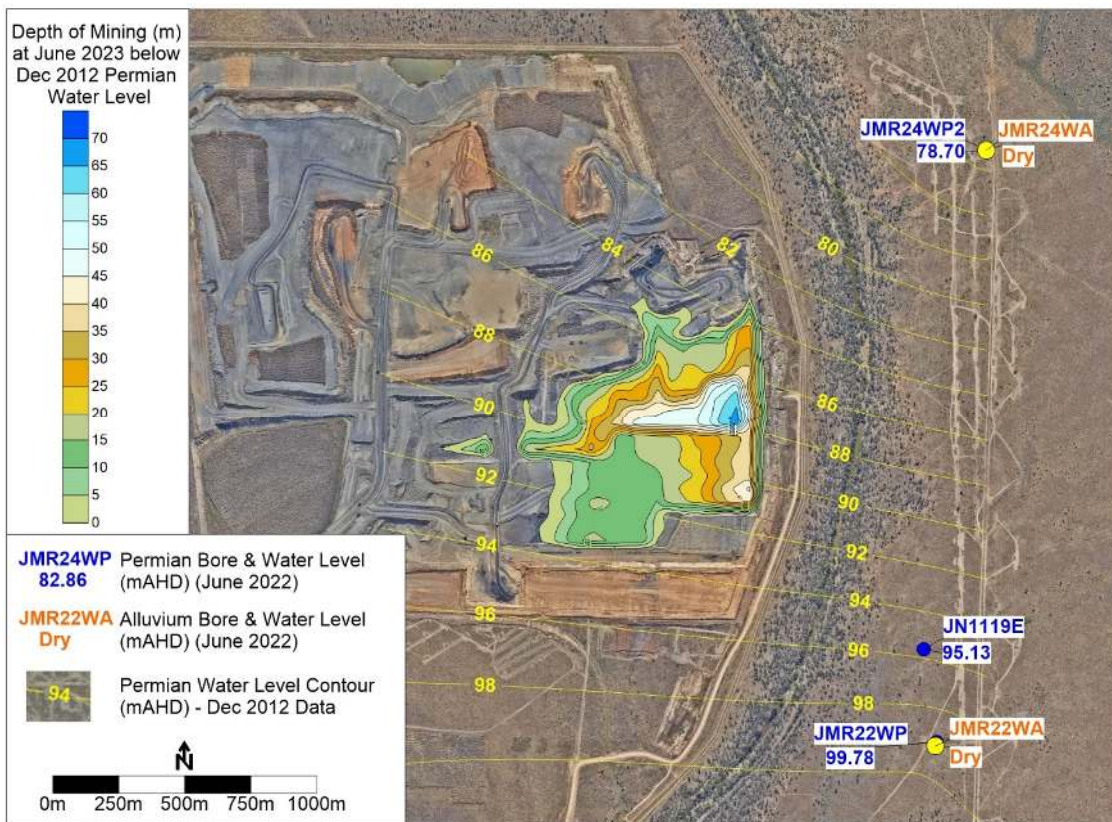 Depth of Mining (m)
at June 2023 below
Dec 2012 Permian
Water Level
70
65
60
55
50
45
40
35
30
25
20
15
10
5
0
JMR24WP Permian Bore & Water Level
82.86 (mAHD) (June 2022)
JMR22WA Alluvium Bore & Water Level
Dry (mAHD) (June 2022)
94 Permian Water Level Contour
(mAHD) - Dec 2012 Data
N
0m 250m 500m 750m 1000m
JMR24WP2 JMR24WA
78.70 Dry
86 84 82 80
88
90 86
92 88
90
94 92
96 94
JN1119E
96 95.13
98 98
JMR22WP JMR22WA
99.78 Dry